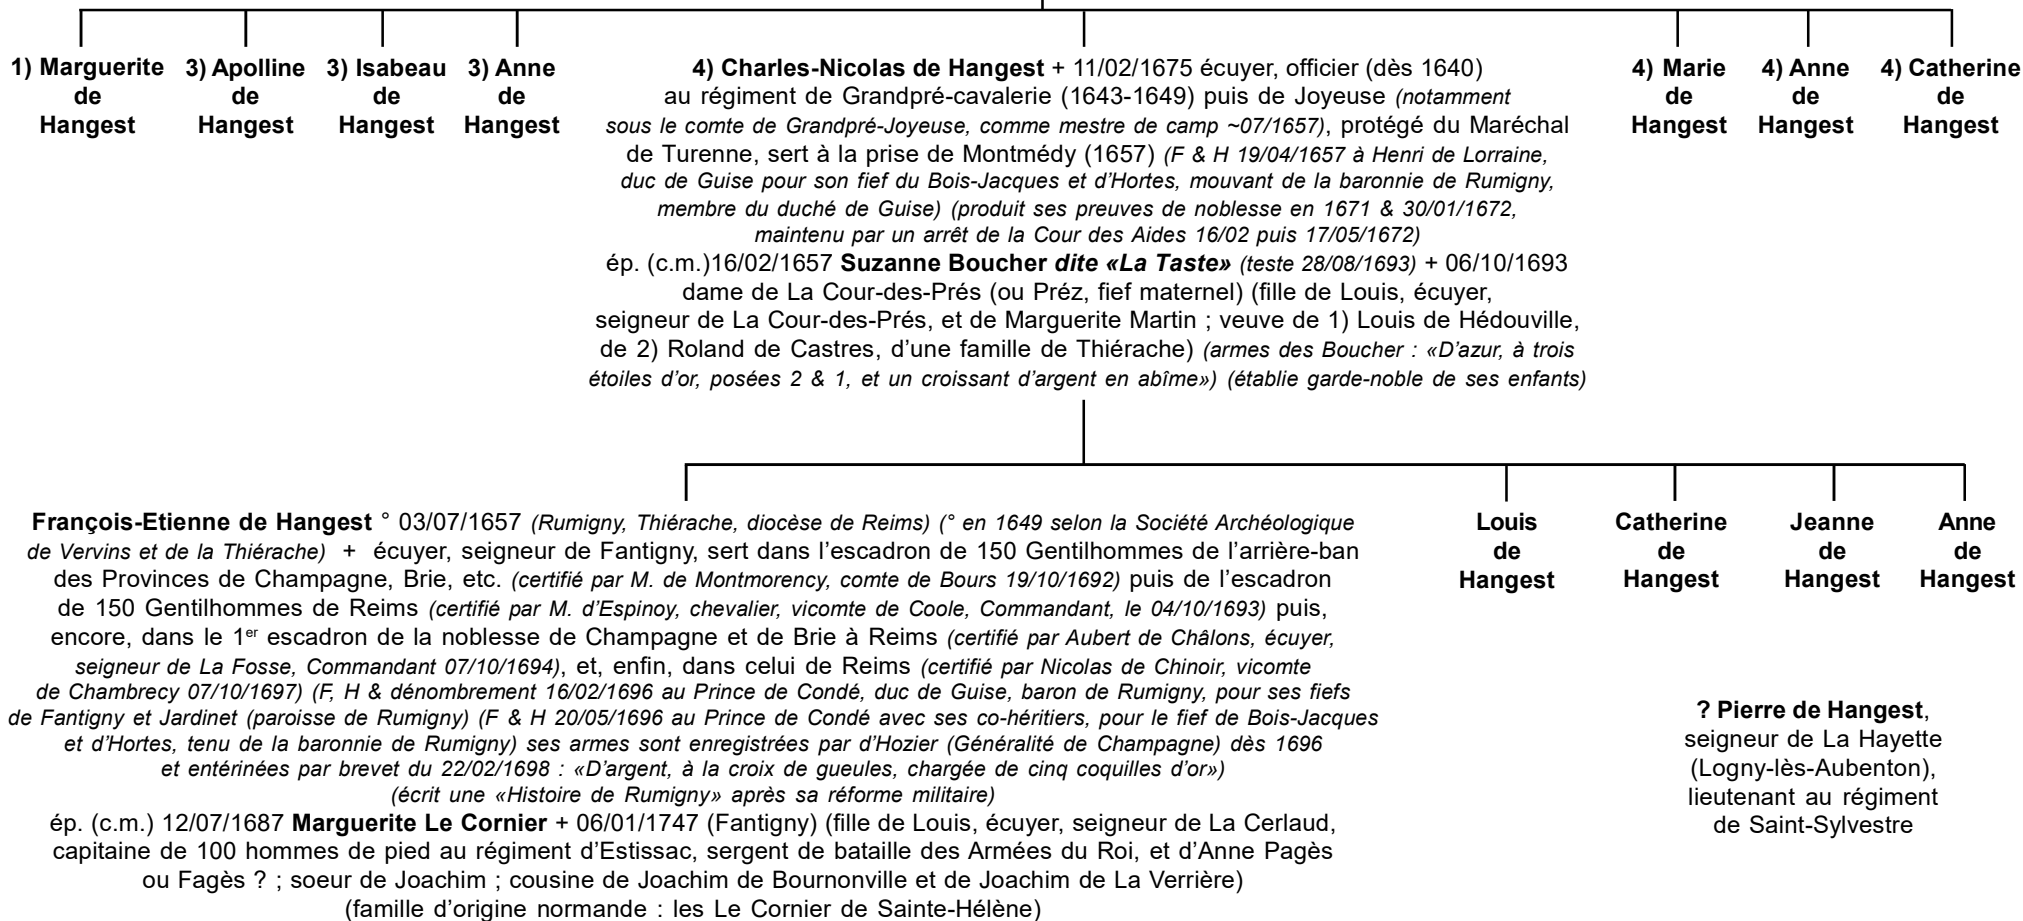 1) Marguerite
de
Hangest
3) Apolline
de
Hangest
3) Isabeau
de
Hangest
3) Anne
de
Hangest
4) Charles-Nicolas de Hangest + 11/02/1675 écuyer, officier (dès 1640)
au régiment de Grandpré-cavalerie (1643-1649) puis de Joyeuse (notamment
sous le comte de Grandpré-Joyeuse, comme mestre de camp ~07/1657), protégé du Maréchal
de Turenne, sert à la prise de Montmédy (1657) (F & H 19/04/1657 à Henri de Lorraine,
duc de Guise pour son fief du Bois-Jacques et d'Hortes, mouvant de la baronnie de Rumigny,
membre du duché de Guise) (produit ses preuves de noblesse en 1671 & 30/01/1672,
maintenu par un arrêt de la Cour des Aides 16/02 puis 17/05/1672)
ép. (c.m.)16/02/1657 Suzanne Boucher dite «La Taste» (teste 28/08/1693) + 06/10/1693
dame de La Cour-des-Prés (ou Préz, fief maternel) (fille de Louis, écuyer,
seigneur de La Cour-des-Prés, et de Marguerite Martin ; veuve de 1) Louis de Hédouville,
de 2) Roland de Castres, d'une famille de Thiérache) (armes des Boucher : «D'azur, à trois
étoiles d'or, posées 2 & 1, et un croissant d'argent en abîme») (établie garde-noble de ses enfants)
4) Marie
de
Hangest
4) Anne
de
Hangest
4) Catherine
de
Hangest
François-Etienne de Hangest ° 03/07/1657 (Rumigny, Thiérache, diocèse de Reims) (° en 1649 selon la Société Archéologique
de Vervins et de la Thiérache) + écuyer, seigneur de Fantigny, sert dans l'escadron de 150 Gentilhommes de l'arrière-ban
des Provinces de Champagne, Brie, etc. (certifié par M. de Montmorency, comte de Bours 19/10/1692) puis de l'escadron
de 150 Gentilhommes de Reims (certifié par M. d'Espinoy, chevalier, vicomte de Coole, Commandant, le 04/10/1693) puis,
encore, dans le 1er escadron de la noblesse de Champagne et de Brie à Reims (certifié par Aubert de Châlons, écuyer,
seigneur de La Fosse, Commandant 07/10/1694), et, enfin, dans celui de Reims (certifié par Nicolas de Chinoir, vicomte
de Chambrecy 07/10/1697) (F, H & dénombrement 16/02/1696 au Prince de Condé, duc de Guise, baron de Rumigny, pour ses fiefs
de Fantigny et Jardinet (paroisse de Rumigny) (F & H 20/05/1696 au Prince de Condé avec ses co-héritiers, pour le fief de Bois-Jacques
et d'Hortes, tenu de la baronnie de Rumigny) ses armes sont enregistrées par d'Hozier (Généralité de Champagne) dès 1696
et entérinées par brevet du 22/02/1698 : «D'argent, à la croix de gueules, chargée de cinq coquilles d'or»)
(écrit une «Histoire de Rumigny» après sa réforme militaire)
ép. (c.m.) 12/07/1687 Marguerite Le Cornier + 06/01/1747 (Fantigny) (fille de Louis, écuyer, seigneur de La Cerlaud,
capitaine de 100 hommes de pied au régiment d'Estissac, sergent de bataille des Armées du Roi, et d'Anne Pagès
ou Fagès ? ; soeur de Joachim ; cousine de Joachim de Bournonville et de Joachim de La Verrière)
(famille d'origine normande : les Le Cornier de Sainte-Hélène)
Louis
de
Hangest
Catherine
de
Hangest
Jeanne
de
Hangest
Anne
de
Hangest
? Pierre de Hangest,
seigneur de La Hayette
(Logny-lès-Aubenton),
lieutenant au régiment
de Saint-Sylvestre